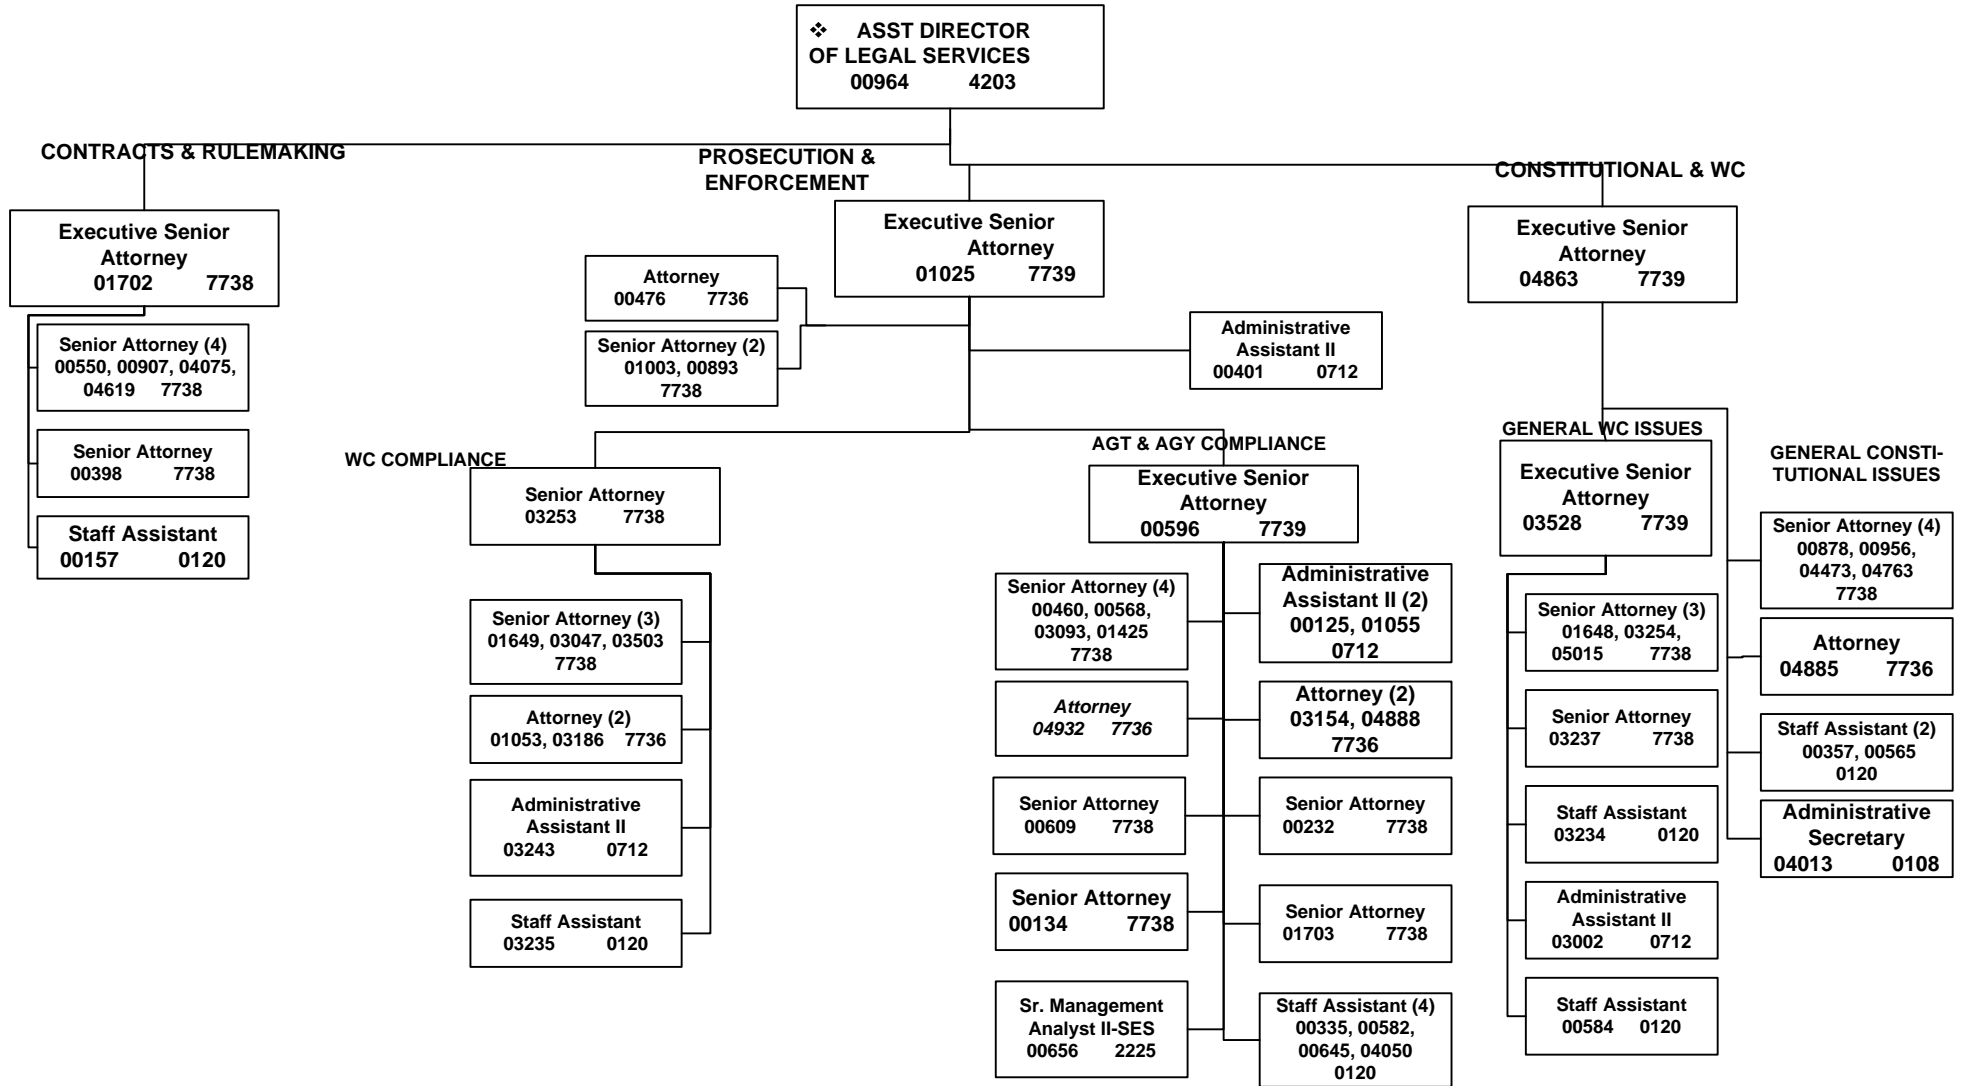 ❖ ASST DIRECTOR
OF LEGAL SERVICES
00964 4203
CONTRACTS & RULEMAKING
Executive Senior
Attorney
01702 7738
Senior Attorney (4)
00550, 00907, 04075,
04619 7738
Senior Attorney
00398 7738
Staff Assistant
00157 0120
PROSECUTION &
ENFORCEMENT
Executive Senior
Attorney
01025 7739
Attorney
00476 7736
Senior Attorney (2)
01003, 00893
7738
Administrative
Assistant II
00401 0712
WC COMPLIANCE
Senior Attorney
03253 7738
Senior Attorney (3)
01649, 03047, 03503
7738
Attorney (2)
01053, 03186 7736
Administrative
Assistant II
03243 0712
Staff Assistant
03235 0120
AGT & AGY COMPLIANCE
Executive Senior
Attorney
00596 7739
Senior Attorney (4)
00460, 00568,
03093, 01425
7738
Administrative
Assistant II (2)
00125, 01055
0712
Attorney
04932 7736
Attorney (2)
03154, 04888
7736
Senior Attorney
00609 7738
Senior Attorney
00232 7738
Senior Attorney
00134 7738
Senior Attorney
01703 7738
Sr. Management
Analyst II-SES
00656 2225
Staff Assistant (4)
00335, 00582,
00645, 04050
0120
CONSTITUTIONAL & WC
Executive Senior
Attorney
04863 7739
GENERAL WC ISSUES
Executive Senior
Attorney
03528 7739
Senior Attorney (3)
01648, 03254,
05015 7738
Senior Attorney
03237 7738
Staff Assistant
03234 0120
Administrative
Assistant II
03002 0712
Staff Assistant
00584 0120
GENERAL CONSTI-
TUTIONAL ISSUES
Senior Attorney (4)
00878, 00956,
04473, 04763
7738
Attorney
04885 7736
Staff Assistant (2)
00357, 00565
0120
Administrative
Secretary
04013 0108